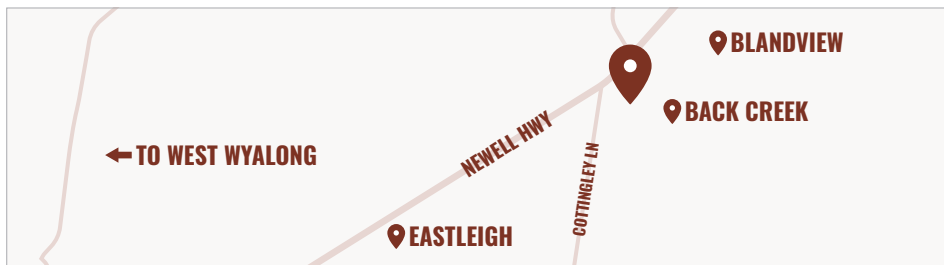 BLANDVIEW
BACK CREEK
NEWELL HWY
TO WEST WYALONG
COTTINGLEY LN
EASTLEIGH